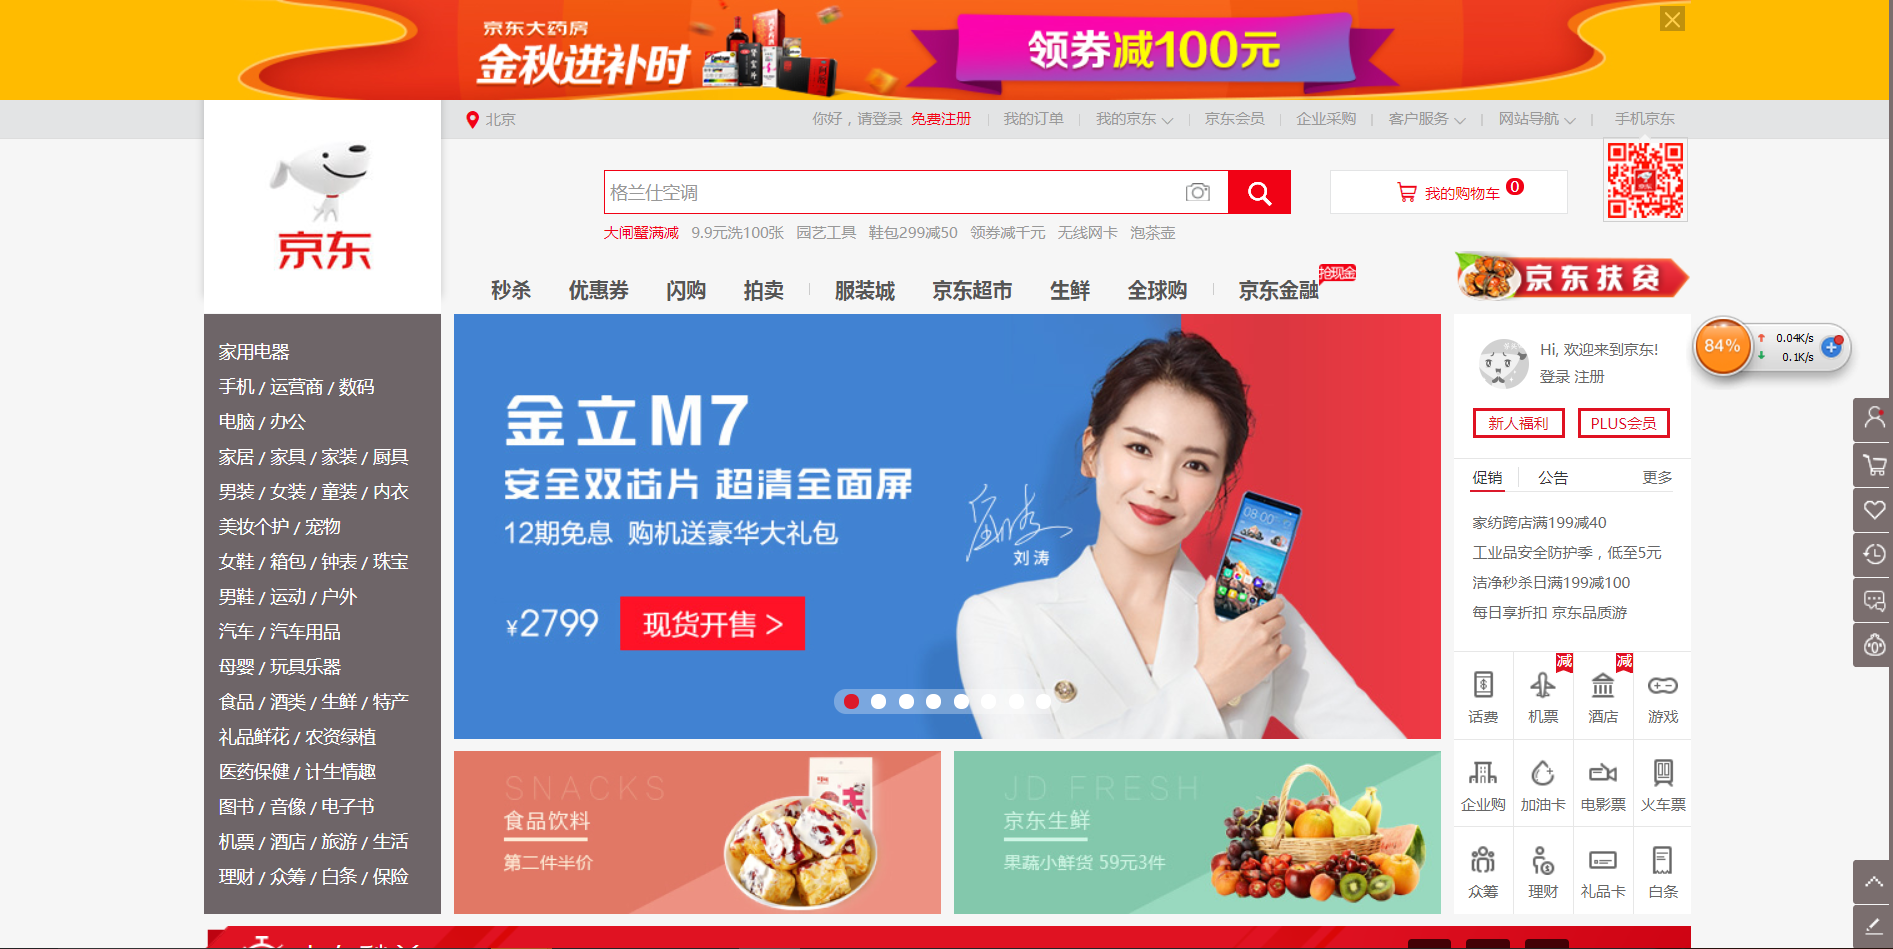 京东大药房
金秋进补时
领券减100元
北京
你好，请登录 免费注册 | 我的订单 | 我的京东 | 京东会员 | 企业采购 | 客户服务 | 网站导航 | 手机京东
京东
格兰仕空调
我的购物车 0
大闸蟹满减 9.9元洗100张 园艺工具 鞋包299减50 领券减千元 无线网卡 泡茶壶
抢现金
秒杀 优惠券 闪购 拍卖 | 服装城 京东超市 生鲜 全球购 | 京东金融
京东扶贫
家用电器
手机 / 运营商 / 数码
电脑 / 办公
家居 / 家具 / 家装 / 厨具
男装 / 女装 / 童装 / 内衣
美妆个护 / 宠物
女鞋 / 箱包 / 钟表 / 珠宝
男鞋 / 运动 / 户外
汽车 / 汽车用品
母婴 / 玩具乐器
食品 / 酒类 / 生鲜 / 特产
礼品鲜花 / 农资绿植
医药保健 / 计生情趣
图书 / 音像 / 电子书
机票 / 酒店 / 旅游 / 生活
理财 / 众筹 / 白条 / 保险
金立M7
安全双芯片 超清全面屏
12期免息 购机送豪华大礼包
刘涛
¥2799 现货开售 >
SNACKS
食品饮料
第二件半价
JD FRESH
京东生鲜
果蔬小鲜货 59元3件
Hi, 欢迎来到京东!
登录 注册
新人福利 PLUS会员
促销 公告 更多
家纺跨店满199减40
工业品安全防护季，低至5元
洁净秒杀日满199减100
每日享折扣 京东品质游
减 减
话费 机票 酒店 游戏
企业购 加油卡 电影票 火车票
众筹 理财 礼品卡 白条
84%
0.04K/s
0.1K/s